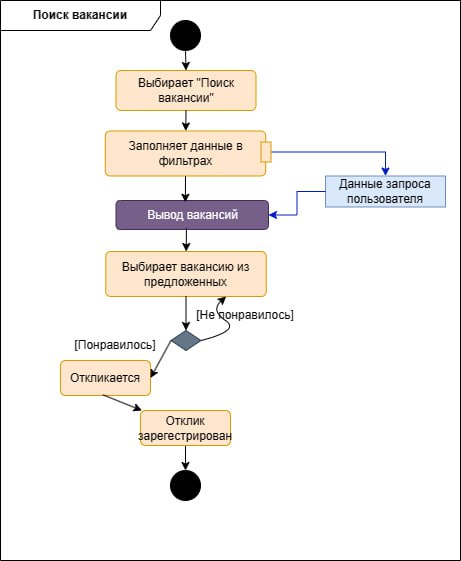 Поиск вакансии
Выбирает "Поиск
вакансии"
Заполняет данные в
фильтрах
Данные запроса
пользователя
Вывод вакансий
Выбирает вакансию из
предложенных
[Не понравилось]
[Понравилось]
Откликается
Отклик
зарегестрирован